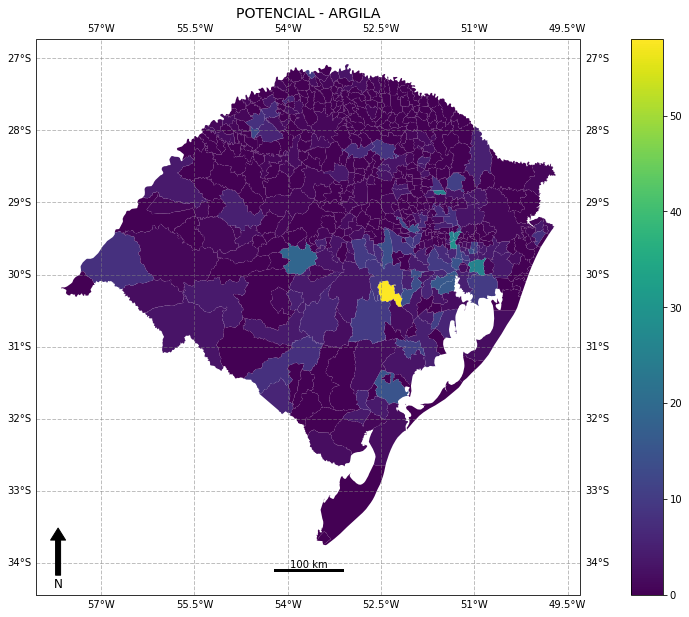 POTENCIAL - ARGILA
57°W 55.5°W 54°W 52.5°W 51°W 49.5°W
27°S 27°S
28°S 28°S
29°S 29°S
30°S 30°S
31°S 31°S
32°S 32°S
33°S 33°S
34°S 34°S
100 km
N
57°W 55.5°W 54°W 52.5°W 51°W 49.5°W
50
40
30
20
10
0